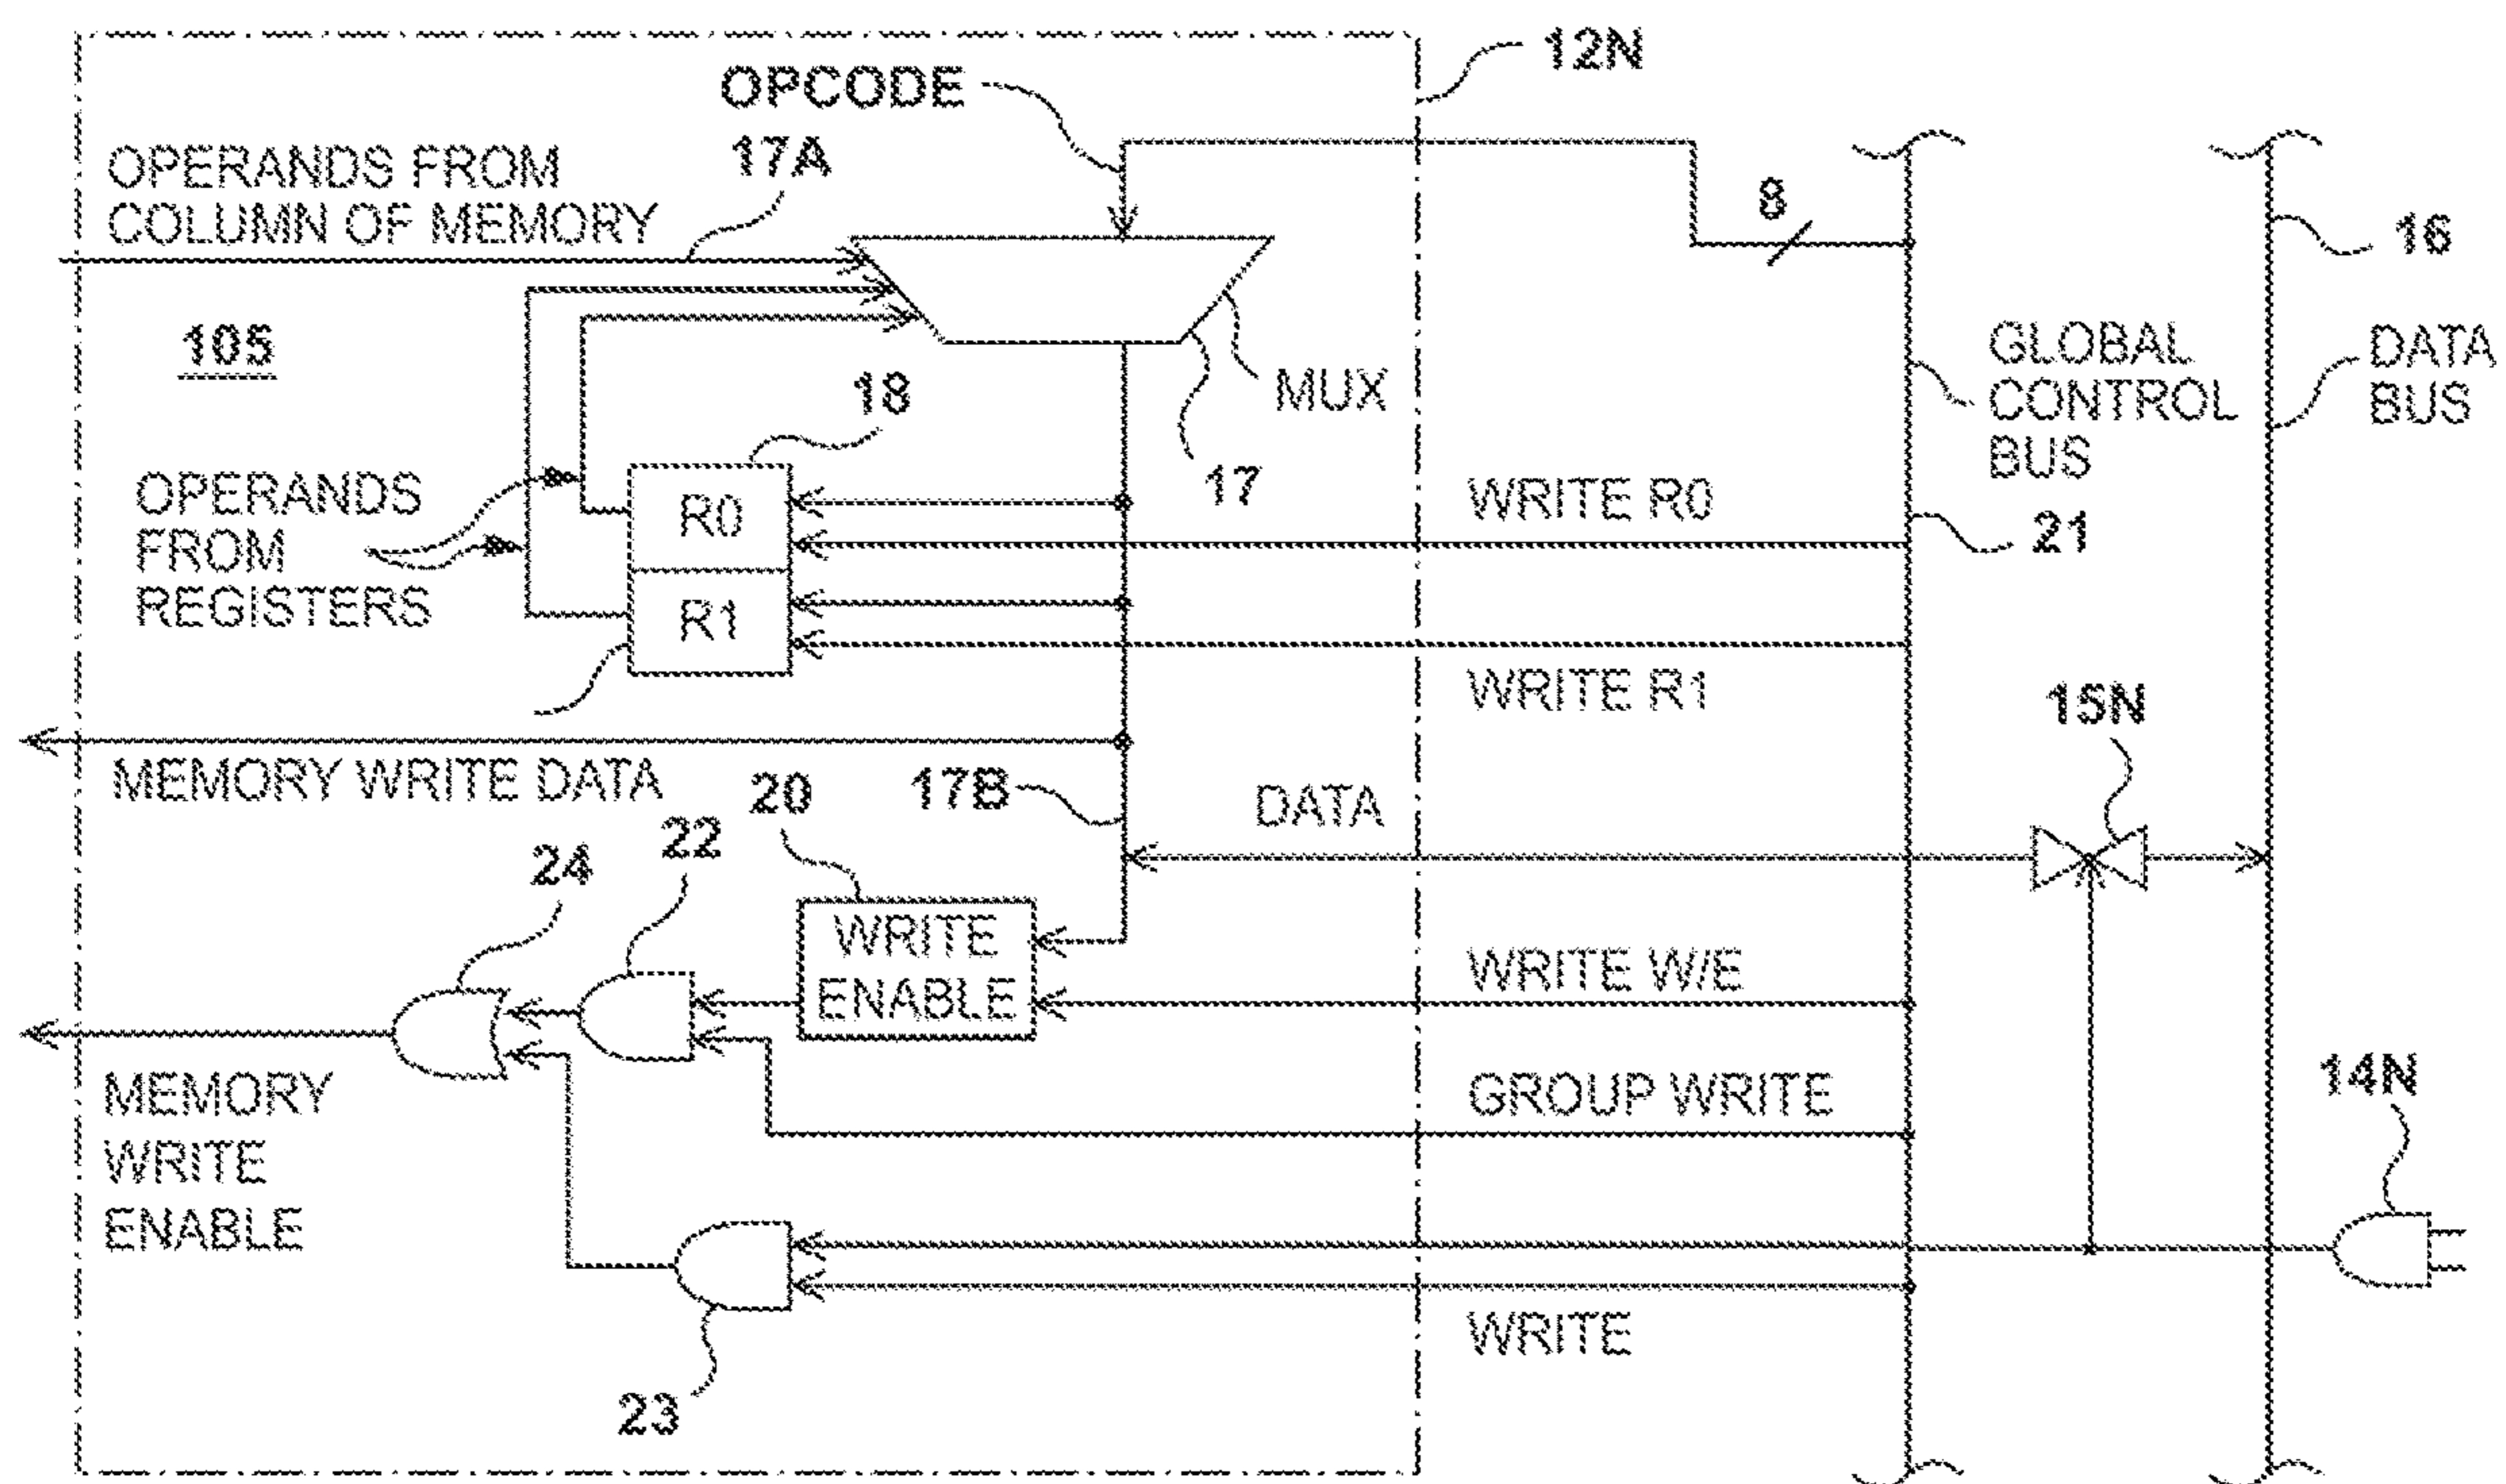 12N
OPCODE
OPERANDS FROM
COLUMN OF MEMORY
17A
8
16
105
MUX
GLOBAL
CONTROL
BUS
DATA
BUS
18
17
OPERANDS
FROM
REGISTERS
R0
R1
WRITE R0
21
WRITE R1
15N
MEMORY WRITE DATA
20
17B
DATA
24
22
WRITE
ENABLE
WRITE W/E
MEMORY
WRITE
ENABLE
GROUP WRITE
14N
WRITE
23